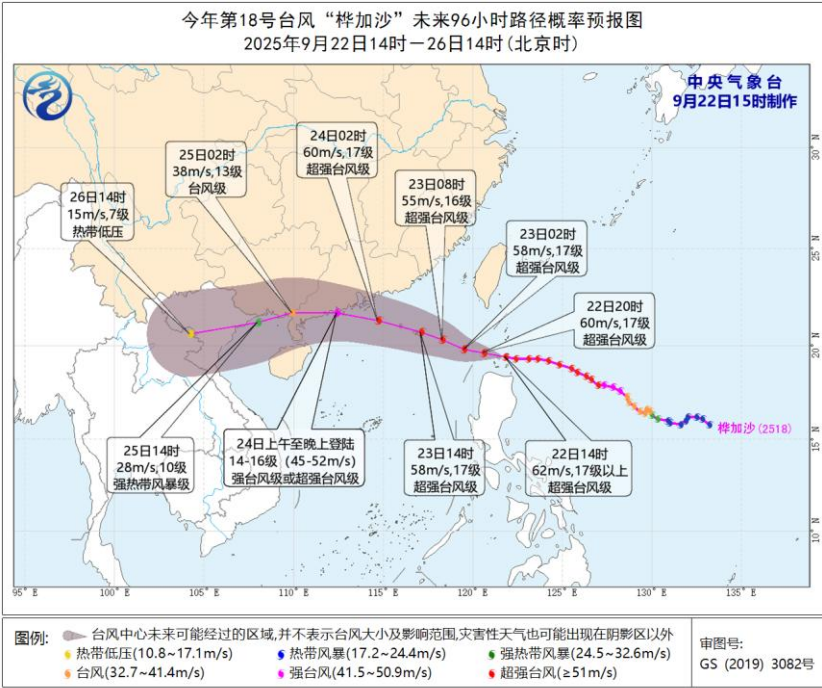 今年第18号台风“桦加沙”未来96小时路径概率预报图
2025年9月22日14时－26日14时(北京时)
中央气象台
9月22日15时制作
24日02时
60m/s,17级
超强台风级
25日02时
38m/s,13级
台风级
23日08时
55m/s,16级
超强台风级
26日14时
15m/s,7级
热带低压
23日02时
58m/s,17级
超强台风级
22日20时
60m/s,17级
超强台风级
桦加沙(2518)
25日14时
28m/s,10级
强热带风暴级
24日上午至晚上登陆
14-16级 (45-52m/s)
强台风级或超强台风级
23日14时
58m/s,17级
超强台风级
22日14时
62m/s,17级以上
超强台风级
30° N
25° N
20° N
15° N
10° N
95° E
100° E
105° E
110° E
115° E
120° E
125° E
130° E
135° E
图例:
台风中心未来可能经过的区域,并不表示台风大小及影响范围,灾害性天气也可能出现在阴影区以外
热带低压(10.8~17.1m/s) 热带风暴(17.2~24.4m/s) 强热带风暴(24.5~32.6m/s)
台风(32.7~41.4m/s) 强台风(41.5~50.9m/s) 超强台风(≥51m/s)
审图号:
GS (2019) 3082号